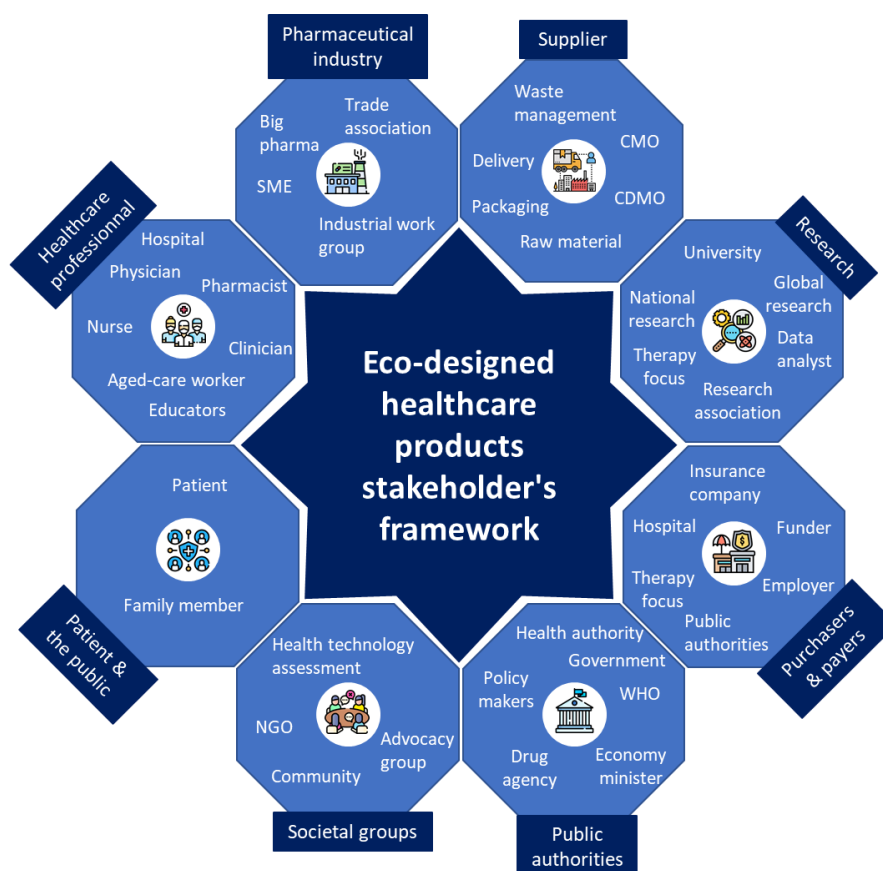 Pharmaceutical
industry
Big
pharma
Trade
association
SME
Industrial work
group
Supplier
Waste
management
CMO
Delivery
CDMO
Packaging
Raw material
Research
University
Global
research
National
research
Data
analyst
Therapy
focus
Research
association
Purchasers
& payers
Insurance
company
Hospital
Funder
Therapy
focus
Employer
Public
authorities
Public
authorities
Health authority
Government
Policy
makers
WHO
Drug
agency
Economy
minister
Societal groups
Health technology
assessment
NGO
Advocacy
group
Community
Patient &
the public
Patient
Family member
Healthcare
professionnal
Hospital
Physician
Pharmacist
Nurse
Clinician
Aged-care worker
Educators
Eco-designed
healthcare
products
stakeholder's
framework